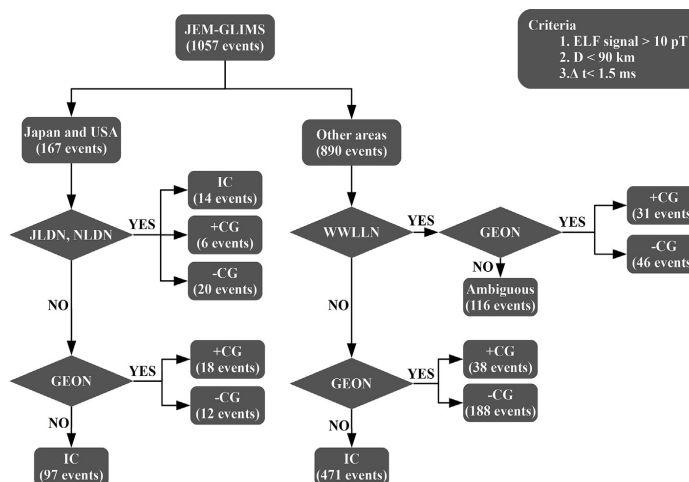 JEM-GLIMS
(1057 events)
Criteria
1. ELF signal > 10 pT
2. D < 90 km
3.Δ t< 1.5 ms
Japan and USA
(167 events)
Other areas
(890 events)
IC
(14 events)
JLDN, NLDN
YES
+CG
(6 events)
-CG
(20 events)
NO
WWLLN
YES
GEON
YES
+CG
(31 events)
-CG
(46 events)
NO
Ambiguous
(116 events)
NO
GEON
YES
+CG
(18 events)
-CG
(12 events)
NO
IC
(97 events)
GEON
YES
+CG
(38 events)
-CG
(188 events)
NO
IC
(471 events)